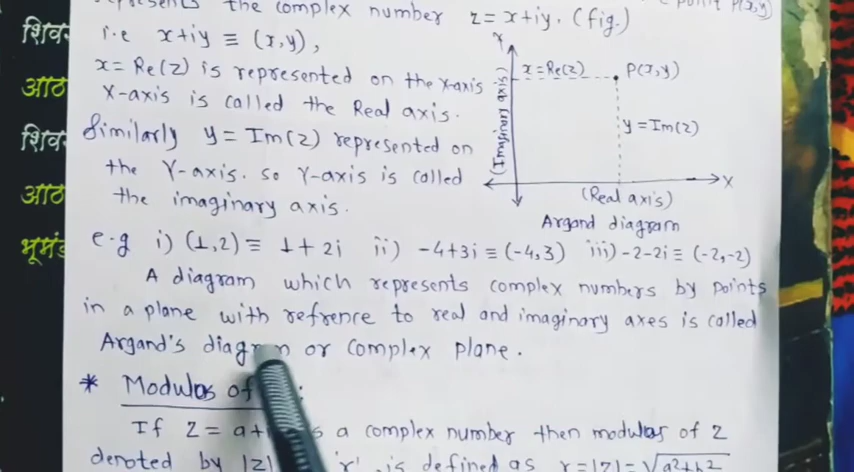 the complex number z = x+iy. (fig.)
i.e x+iy ≡ (x,y),
x = Re(z) is represented on the x-axis
X-axis is called the Real axis.
Similarly y = Im(z) represented on
the Y-axis. so Y-axis is called
the imaginary axis.
Y
x = Re(z)
P(x,y)
(Imaginary axis)
y = Im(z)
X
(Real axis)
Argand diagram
e.g i) (1,2) ≡ 1+2i ii) -4+3i ≡ (-4,3) iii) -2-2i ≡ (-2,-2)
A diagram which represents complex numbers by points
in a plane with refrence to real and imaginary axes is called
Argand's diagram or complex plane.
* Modulus of :
If z = a+ a complex number then modulus of z
denoted by |z| 'r' is defined as r = |z| = √a²+b²
शिव
आठ
शिव
आठ